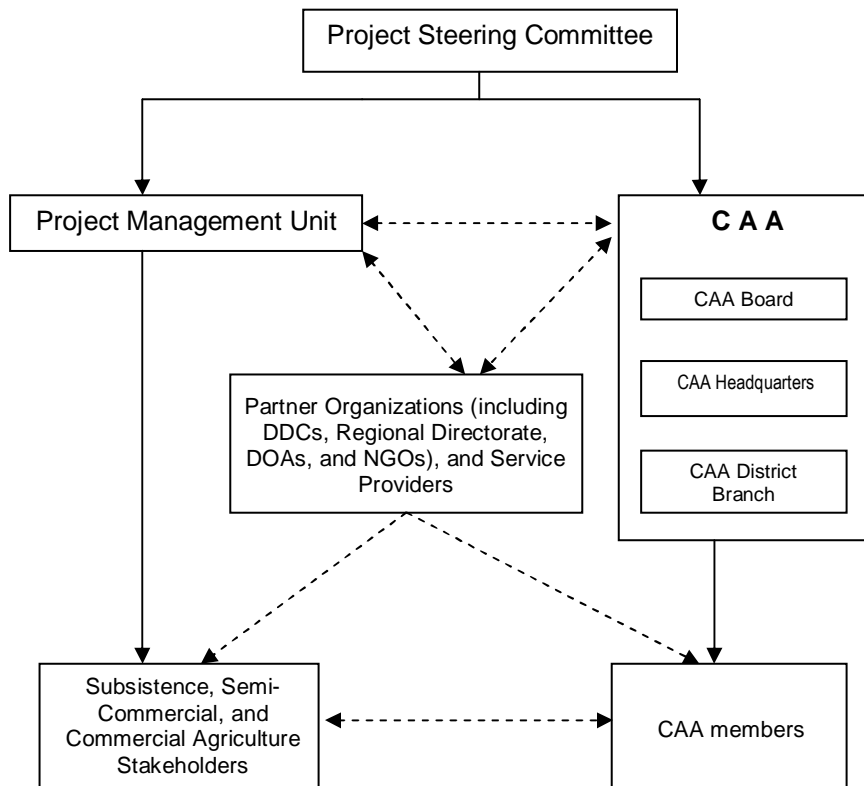 Project Steering Committee
Project Management Unit
C A A
CAA Board
CAA Headquarters
CAA District
Branch
Partner Organizations (including
DDCs, Regional Directorate,
DOAs, and NGOs), and Service
Providers
Subsistence, Semi-
Commercial, and
Commercial Agriculture
Stakeholders
CAA members